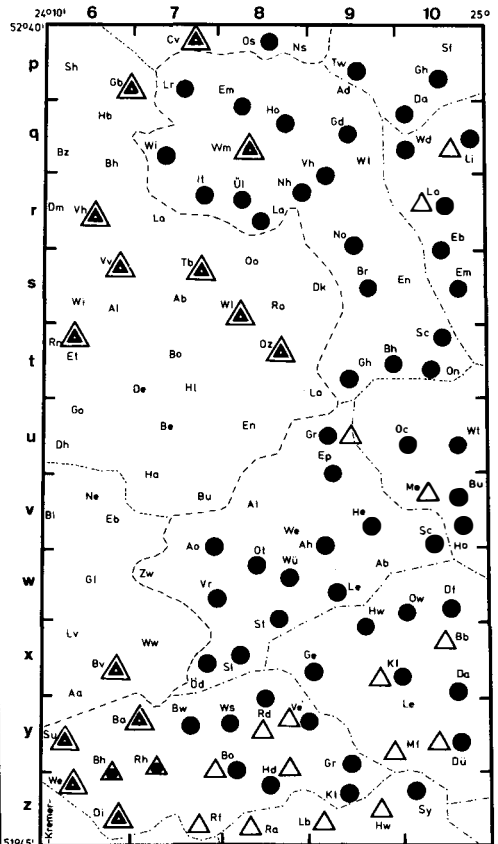 6 7 8 9 10
24°10' 25°
52°40'
Cv Os Ns Sf
p Sh Tw Gh
Gb Lr Ad
Em Da
Hb Ho
q Gd Wd
Wi Wm Li
Bz Bh Wl
Vh
It Ül Nh
Dm Vh La La Lo
r
No Eb
Vv Tb Oo
s Br En Em
Dk
Wi Al Ab Wl Ro
Rn Oz Sc
t Et Bo Bh
Gh On
De Hl Lo
Go
u Be En Gr Oc Wt
Dh Ep
Ha
Ne Bu Me Bu
v Bl Eb Al
He
We Sc Ho
Ao Ah
Ot Ab
w Gl Zw Wü
Vr Le Ow Df
St Hw
Lv Ww Bb
x Bv Sl Ge Kl
Od Da
Aa Le
Ba Bw Ws Rd Ve
y Su Mf Dü
Bh Rh Bo Gr
We Hd
Di Kl Sy
z Rf Ra Lb Hw
Kremer
51°45'